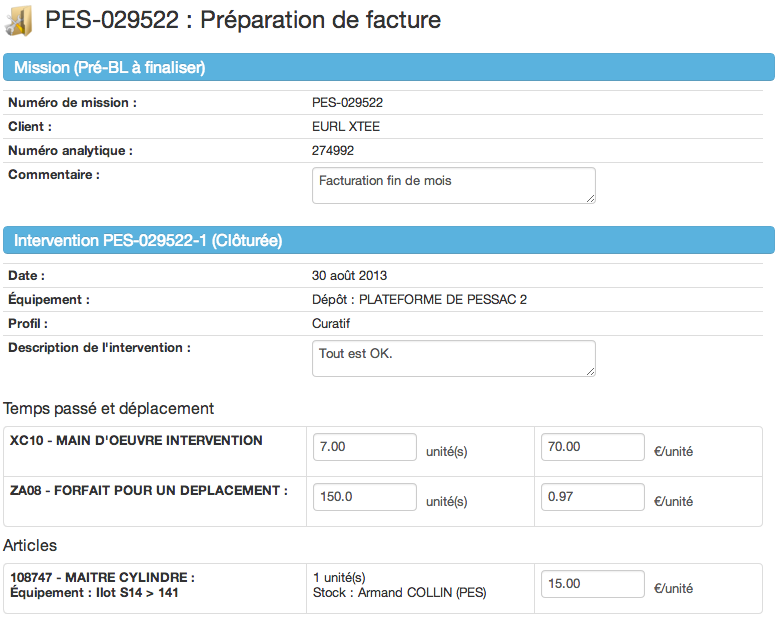 PES-029522 : Préparation de facture
Mission (Pré-BL à finaliser)
Numéro de mission : PES-029522
Client : EURL XTEE
Numéro analytique : 274992
Commentaire : Facturation fin de mois
Intervention PES-029522-1 (Clôturée)
Date : 30 août 2013
Équipement : Dépôt : PLATEFORME DE PESSAC 2
Profil : Curatif
Description de l'intervention : Tout est OK.
Temps passé et déplacement
XC10 - MAIN D'OEUVRE INTERVENTION 7.00 unité(s) 70.00 €/unité
ZA08 - FORFAIT POUR UN DEPLACEMENT : 150.0 unité(s) 0.97 €/unité
Articles
108747 - MAITRE CYLINDRE : 1 unité(s) 15.00 €/unité
Équipement : Ilot S14 > 141 Stock : Armand COLLIN (PES)